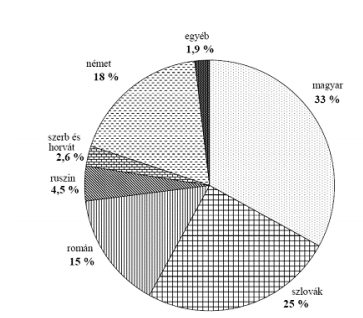 egyéb
1,9 %
német
18 %
magyar
33 %
szerb és
horvát
2,6 %
ruszin
4,5 %
román
15 %
szlovák
25 %